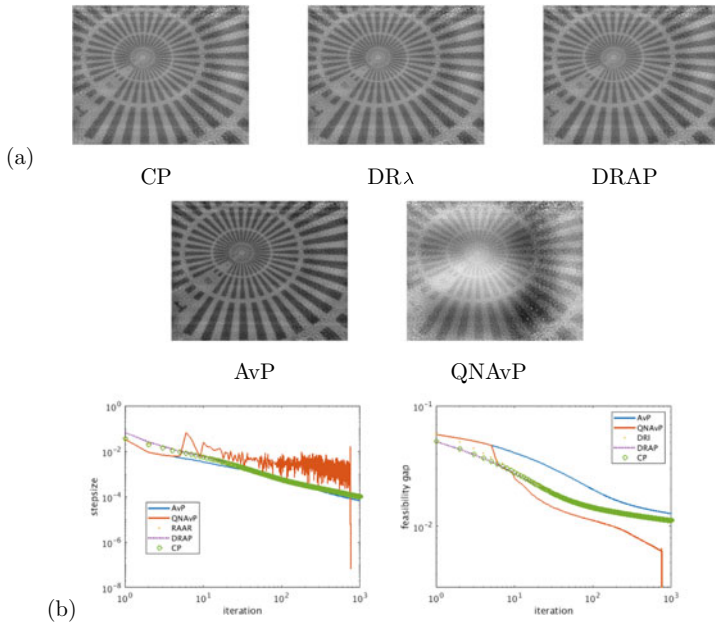 (a)
CP DRλ DRAP
AvP QNAvP
(b)
10^0
10^-2
10^-4
10^-6
10^-8
stepsize
AvP
QNAvP
RAAR
DRAP
CP
10^0 10^1 10^2 10^3
iteration
10^-1
10^-2
feasibility gap
AvP
QNAvP
DRI
DRAP
CP
10^0 10^1 10^2 10^3
iteration